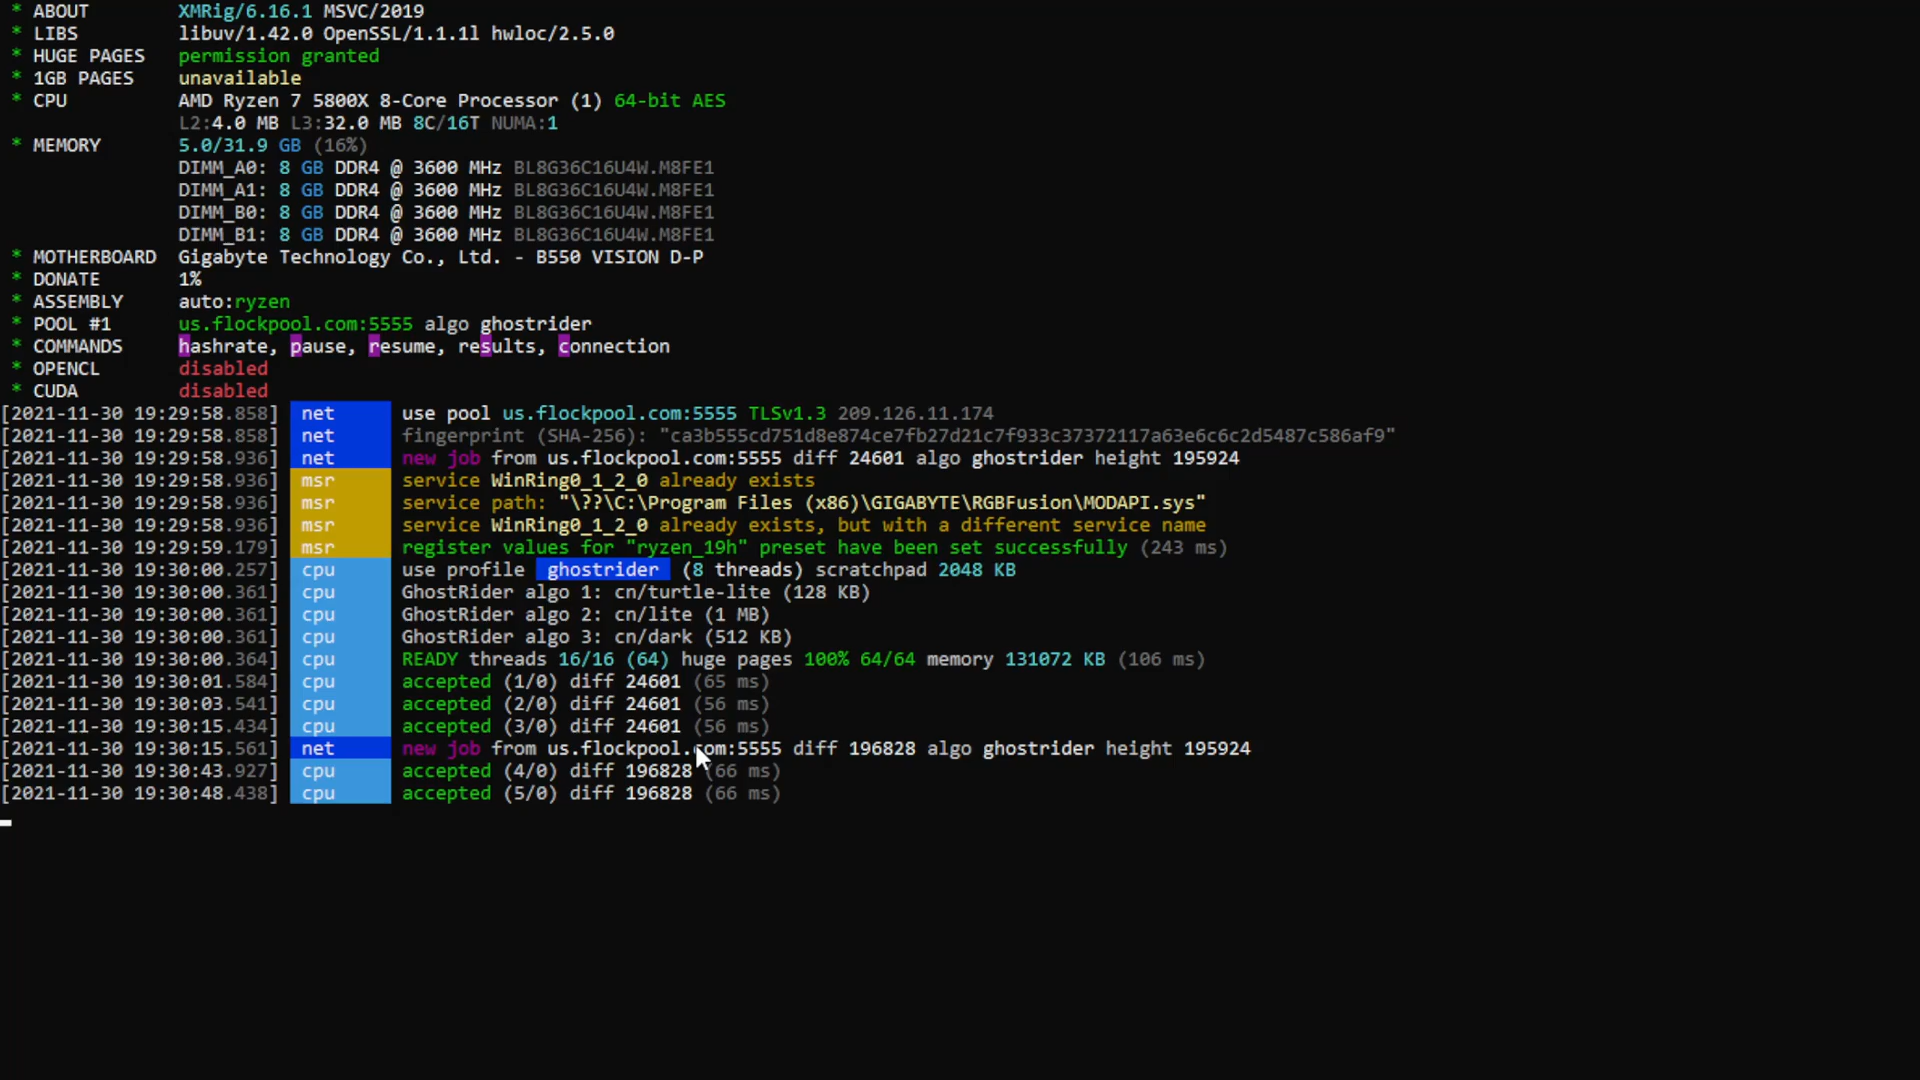 * ABOUT XMRig/6.16.1 MSVC/2019
* LIBS libuv/1.42.0 OpenSSL/1.1.1l hwloc/2.5.0
* HUGE PAGES permission granted
* 1GB PAGES unavailable
* CPU AMD Ryzen 7 5800X 8-Core Processor (1) 64-bit AES
L2:4.0 MB L3:32.0 MB 8C/16T NUMA:1
* MEMORY 5.0/31.9 GB (16%)
DIMM_A0: 8 GB DDR4 @ 3600 MHz BL8G36C16U4W.M8FE1
DIMM_A1: 8 GB DDR4 @ 3600 MHz BL8G36C16U4W.M8FE1
DIMM_B0: 8 GB DDR4 @ 3600 MHz BL8G36C16U4W.M8FE1
DIMM_B1: 8 GB DDR4 @ 3600 MHz BL8G36C16U4W.M8FE1
* MOTHERBOARD Gigabyte Technology Co., Ltd. - B550 VISION D-P
* DONATE 1%
* ASSEMBLY auto:ryzen
* POOL #1 us.flockpool.com:5555 algo ghostrider
* COMMANDS hashrate, pause, resume, results, connection
* OPENCL disabled
* CUDA disabled
[2021-11-30 19:29:58.858] net use pool us.flockpool.com:5555 TLSv1.3 209.126.11.174
[2021-11-30 19:29:58.858] net fingerprint (SHA-256): "ca3b555cd751d8e874ce7fb27d21c7f933c37372117a63e6c6c2d5487c586af9"
[2021-11-30 19:29:58.936] net new job from us.flockpool.com:5555 diff 24601 algo ghostrider height 195924
[2021-11-30 19:29:58.936] msr service WinRing0_1_2_0 already exists
[2021-11-30 19:29:58.936] msr service path: "\??\C:\Program Files (x86)\GIGABYTE\RGBFusion\MODAPI.sys"
[2021-11-30 19:29:58.936] msr service WinRing0_1_2_0 already exists, but with a different service name
[2021-11-30 19:29:59.179] msr register values for "ryzen_19h" preset have been set successfully (243 ms)
[2021-11-30 19:30:00.257] cpu use profile ghostrider (8 threads) scratchpad 2048 KB
[2021-11-30 19:30:00.361] cpu GhostRider algo 1: cn/turtle-lite (128 KB)
[2021-11-30 19:30:00.361] cpu GhostRider algo 2: cn/lite (1 MB)
[2021-11-30 19:30:00.361] cpu GhostRider algo 3: cn/dark (512 KB)
[2021-11-30 19:30:00.364] cpu READY threads 16/16 (64) huge pages 100% 64/64 memory 131072 KB (106 ms)
[2021-11-30 19:30:01.584] cpu accepted (1/0) diff 24601 (65 ms)
[2021-11-30 19:30:03.541] cpu accepted (2/0) diff 24601 (56 ms)
[2021-11-30 19:30:15.434] cpu accepted (3/0) diff 24601 (56 ms)
[2021-11-30 19:30:15.561] net new job from us.flockpool.com:5555 diff 196828 algo ghostrider height 195924
[2021-11-30 19:30:43.927] cpu accepted (4/0) diff 196828 (66 ms)
[2021-11-30 19:30:48.438] cpu accepted (5/0) diff 196828 (66 ms)